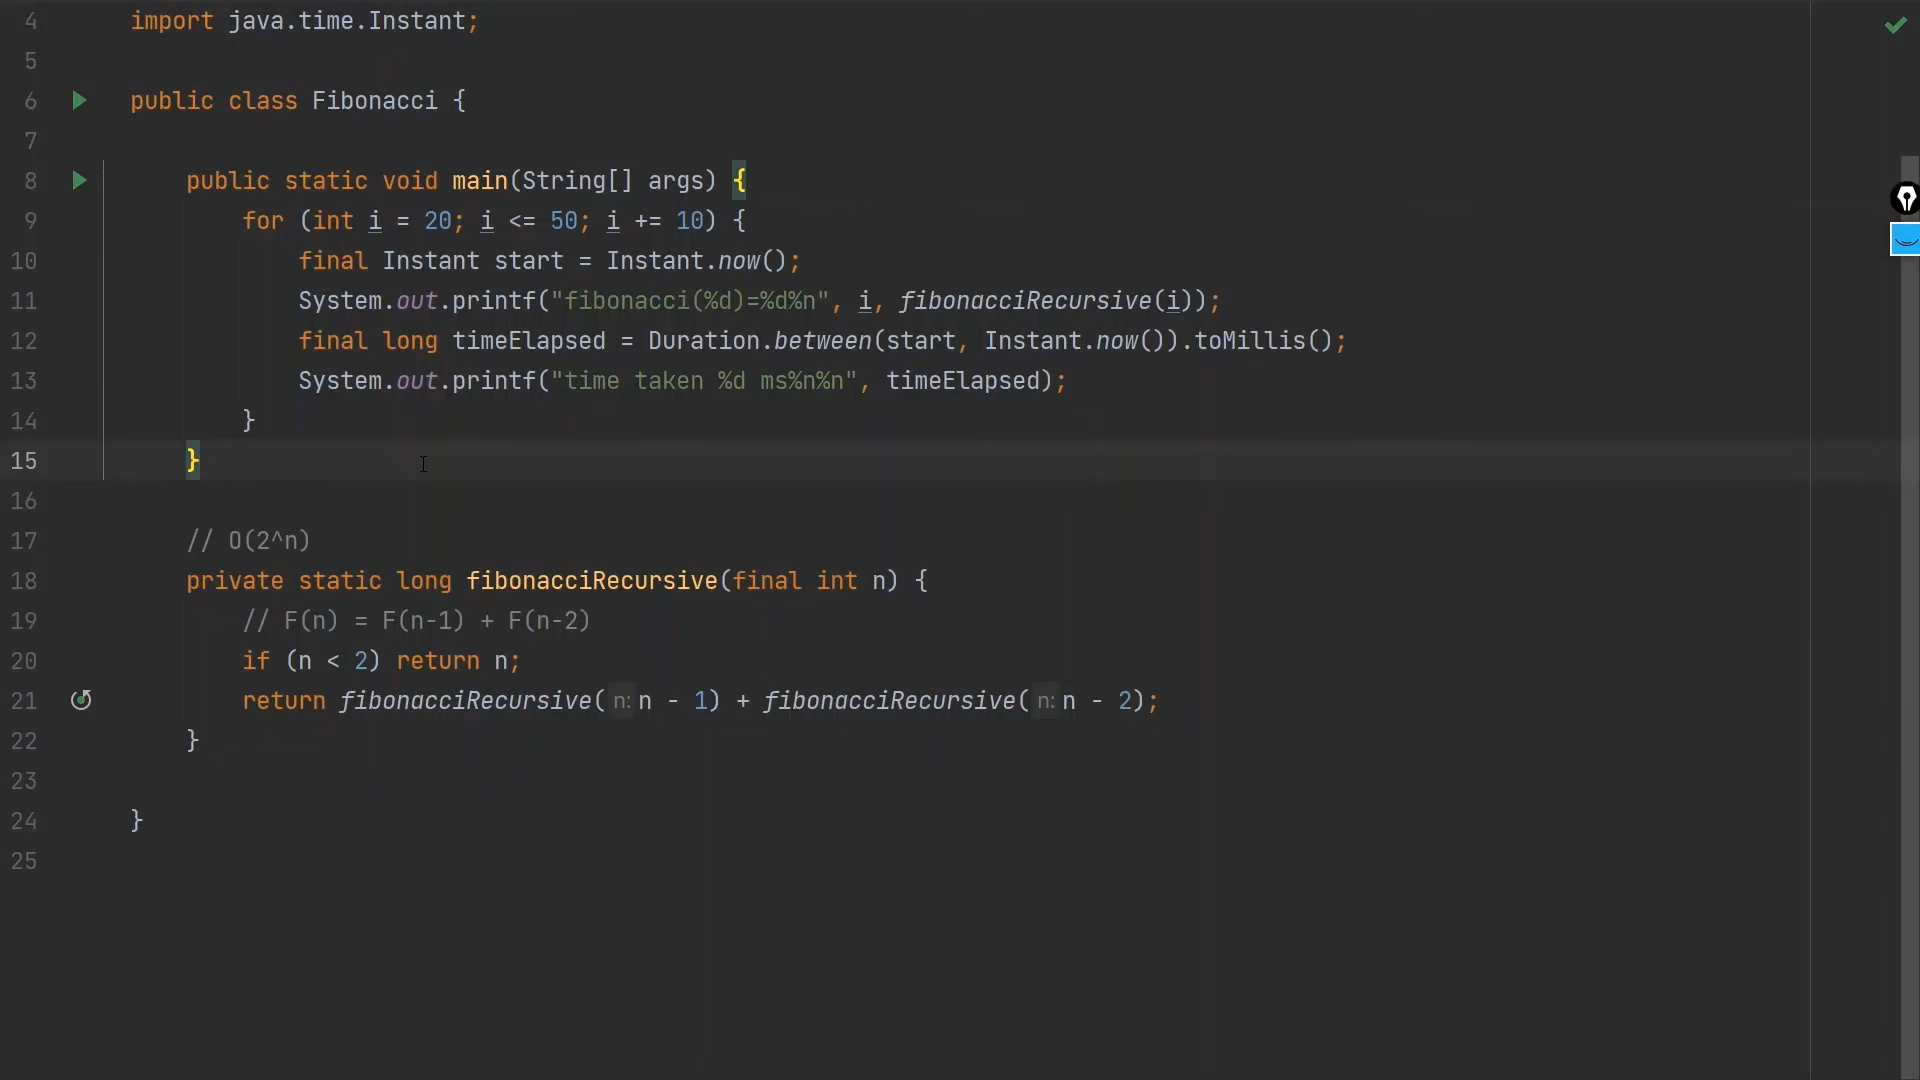 4 import java.time.Instant;
5
6 public class Fibonacci {
7
8 public static void main(String[] args) {
9 for (int i = 20; i <= 50; i += 10) {
10 final Instant start = Instant.now();
11 System.out.printf("fibonacci(%d)=%d%n", i, fibonacciRecursive(i));
12 final long timeElapsed = Duration.between(start, Instant.now()).toMillis();
13 System.out.printf("time taken %d ms%n%n", timeElapsed);
14 }
15 }
16
17 // O(2^n)
18 private static long fibonacciRecursive(final int n) {
19 // F(n) = F(n-1) + F(n-2)
20 if (n < 2) return n;
21 return fibonacciRecursive( n: n - 1) + fibonacciRecursive( n: n - 2);
22 }
23
24 }
25